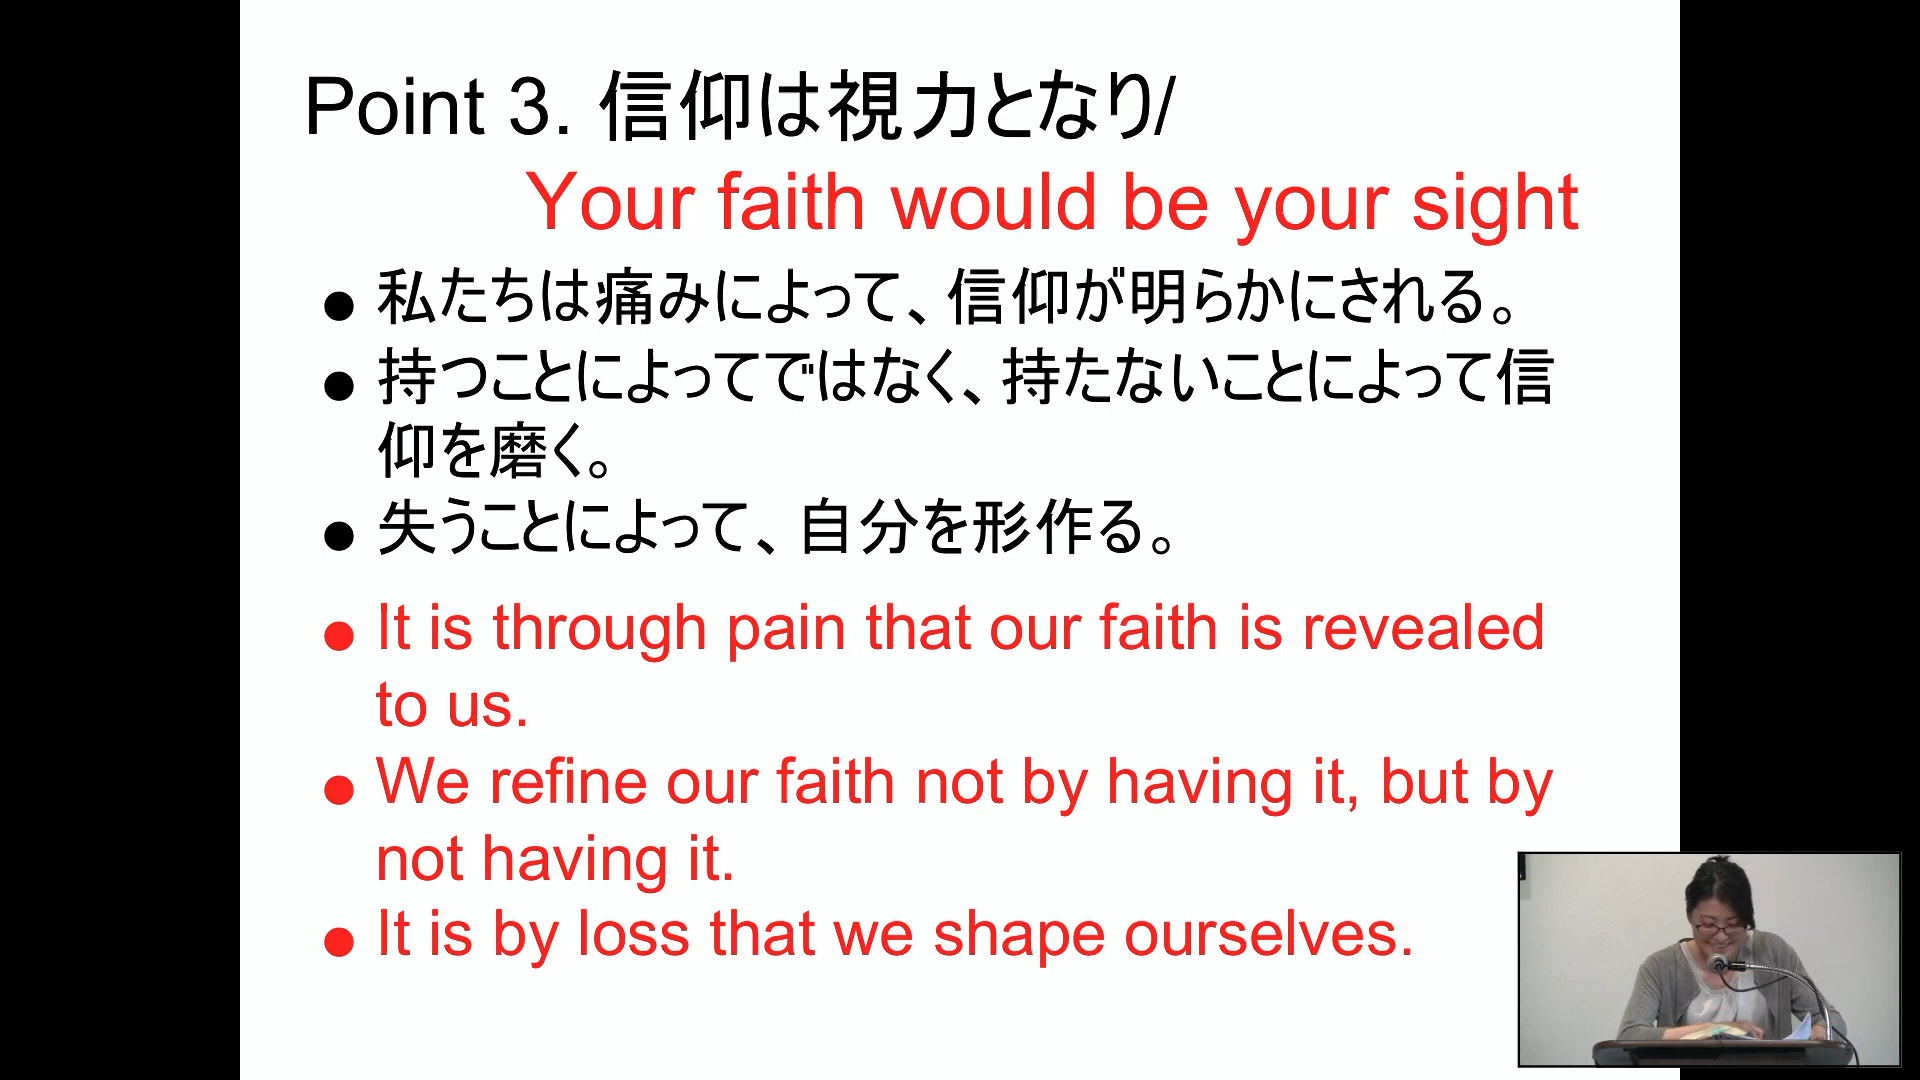 Point 3. 信仰は視力となり/
Your faith would be your sight
● 私たちは痛みによって、信仰が明らかにされる。
● 持つことによってではなく、持たないことによって信
仰を磨く。
● 失うことによって、自分を形作る。
● It is through pain that our faith is revealed
to us.
● We refine our faith not by having it, but by
not having it.
● It is by loss that we shape ourselves.